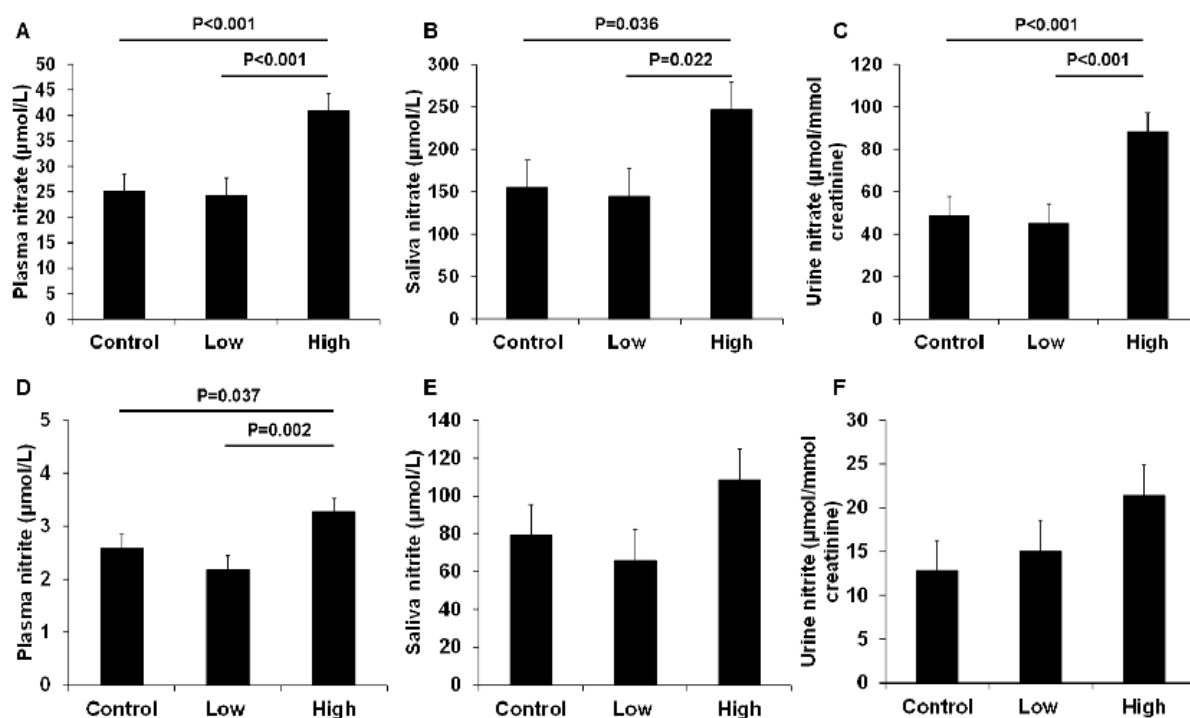 A
P<0.001
P<0.001
Plasma nitrate (µmol/L)
50
45
40
35
30
25
20
15
10
5
0
Control Low High
B
P=0.036
P=0.022
Saliva nitrate (µmol/L)
300
250
200
150
100
50
0
Control Low High
C
P<0.001
P<0.001
Urine nitrate (µmol/mmol
creatinine)
120
100
80
60
40
20
0
Control Low High
D
P=0.037
P=0.002
Plasma nitrite (µmol/L)
5
4
3
2
1
0
Control Low High
E
Saliva nitrite (µmol/L)
140
120
100
80
60
40
20
0
Control Low High
F
Urine nitrite (µmol/mmol
creatinine)
30
25
20
15
10
5
0
Control Low High